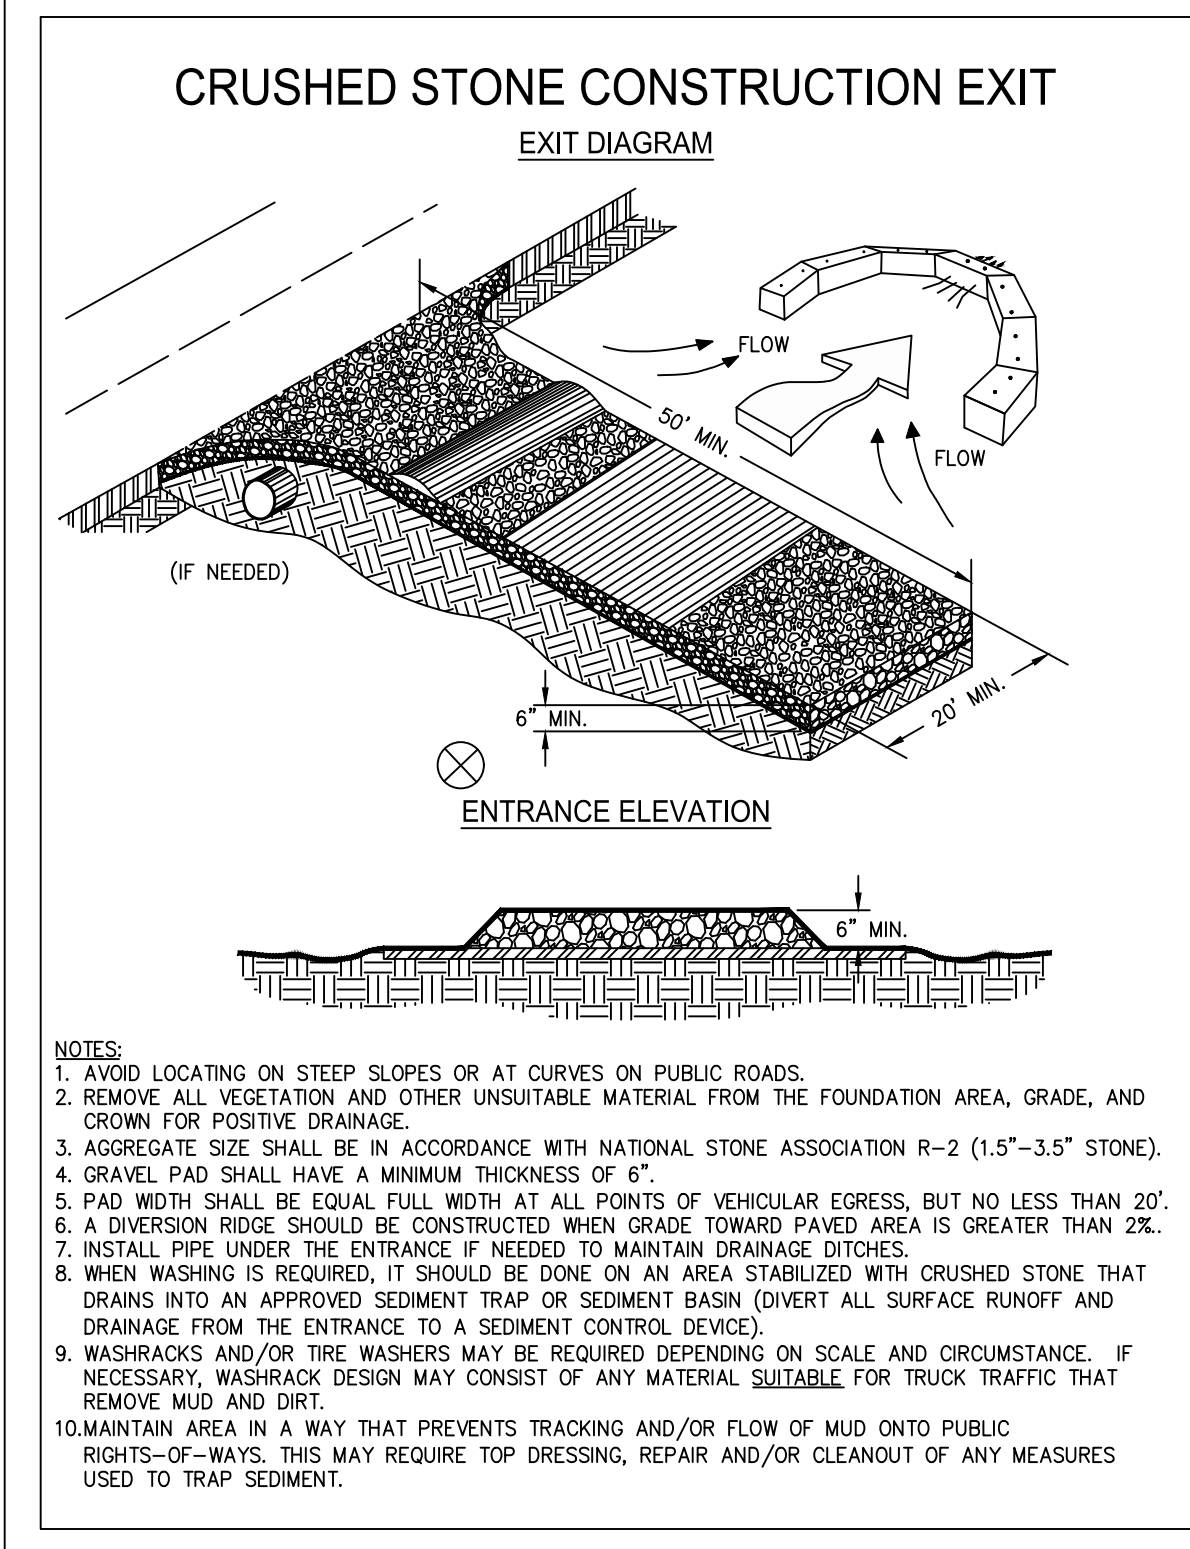 CRUSHED STONE CONSTRUCTION EXIT
EXIT DIAGRAM
FLOW
50' MIN.
FLOW
(IF NEEDED)
20' MIN.
6" MIN.
ENTRANCE ELEVATION
6" MIN.
NOTES:
1. AVOID LOCATING ON STEEP SLOPES OR AT CURVES ON PUBLIC ROADS.
2. REMOVE ALL VEGETATION AND OTHER UNSUITABLE MATERIAL FROM THE FOUNDATION AREA, GRADE, AND
CROWN FOR POSITIVE DRAINAGE.
3. AGGREGATE SIZE SHALL BE IN ACCORDANCE WITH NATIONAL STONE ASSOCIATION R-2 (1.5"-3.5" STONE).
4. GRAVEL PAD SHALL HAVE A MINIMUM THICKNESS OF 6".
5. PAD WIDTH SHALL BE EQUAL FULL WIDTH AT ALL POINTS OF VEHICULAR EGRESS, BUT NO LESS THAN 20'.
6. A DIVERSION RIDGE SHOULD BE CONSTRUCTED WHEN GRADE TOWARD PAVED AREA IS GREATER THAN 2%..
7. INSTALL PIPE UNDER THE ENTRANCE IF NEEDED TO MAINTAIN DRAINAGE DITCHES.
8. WHEN WASHING IS REQUIRED, IT SHOULD BE DONE ON AN AREA STABILIZED WITH CRUSHED STONE THAT
DRAINS INTO AN APPROVED SEDIMENT TRAP OR SEDIMENT BASIN (DIVERT ALL SURFACE RUNOFF AND
DRAINAGE FROM THE ENTRANCE TO A SEDIMENT CONTROL DEVICE).
9. WASHRACKS AND/OR TIRE WASHERS MAY BE REQUIRED DEPENDING ON SCALE AND CIRCUMSTANCE. IF
NECESSARY, WASHRACK DESIGN MAY CONSIST OF ANY MATERIAL SUITABLE FOR TRUCK TRAFFIC THAT
REMOVE MUD AND DIRT.
10.MAINTAIN AREA IN A WAY THAT PREVENTS TRACKING AND/OR FLOW OF MUD ONTO PUBLIC
RIGHTS-OF-WAYS. THIS MAY REQUIRE TOP DRESSING, REPAIR AND/OR CLEANOUT OF ANY MEASURES
USED TO TRAP SEDIMENT.